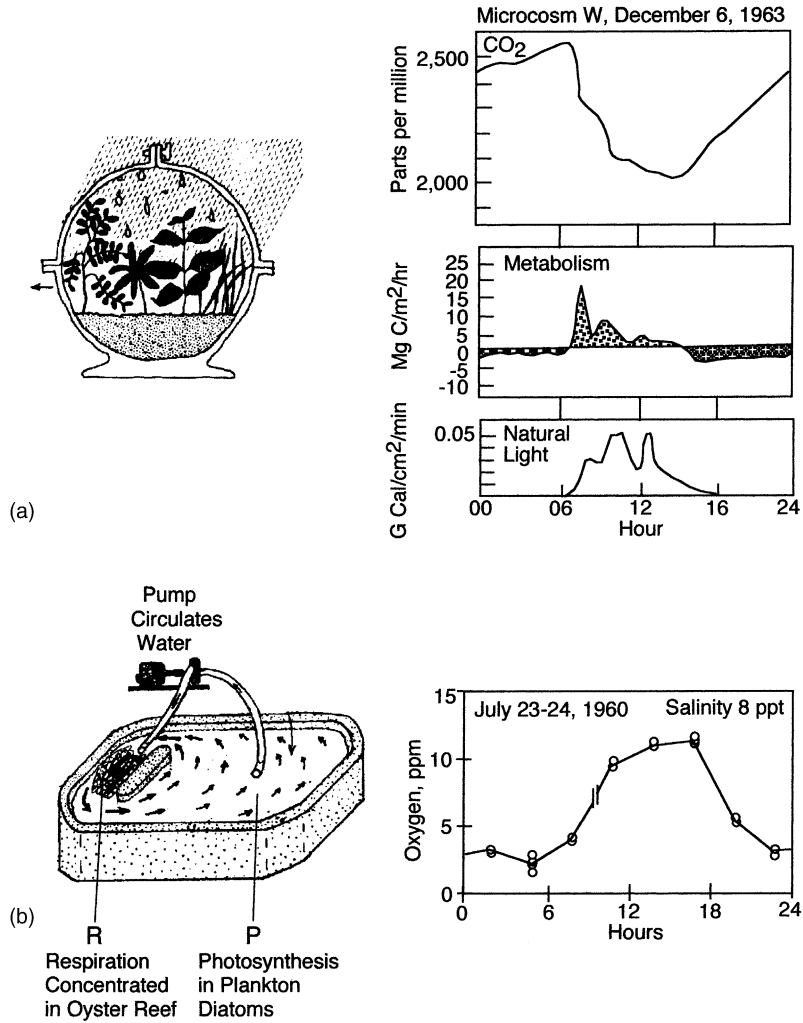 Microcosm W, December 6, 1963
CO2
Parts per million
2,500
2,000
Metabolism
Mg C/m2/hr
25
20
15
10
5
0
-5
-10
Natural
Light
G Cal/cm2/min
0.05
00 06 12 16 24
Hour
(a)
Pump
Circulates
Water
R
Respiration
Concentrated
in Oyster Reef
P
Photosynthesis
in Plankton
Diatoms
(b)
July 23-24, 1960 Salinity 8 ppt
Oxygen, ppm
15
10
5
0
0 6 12 18 24
Hours